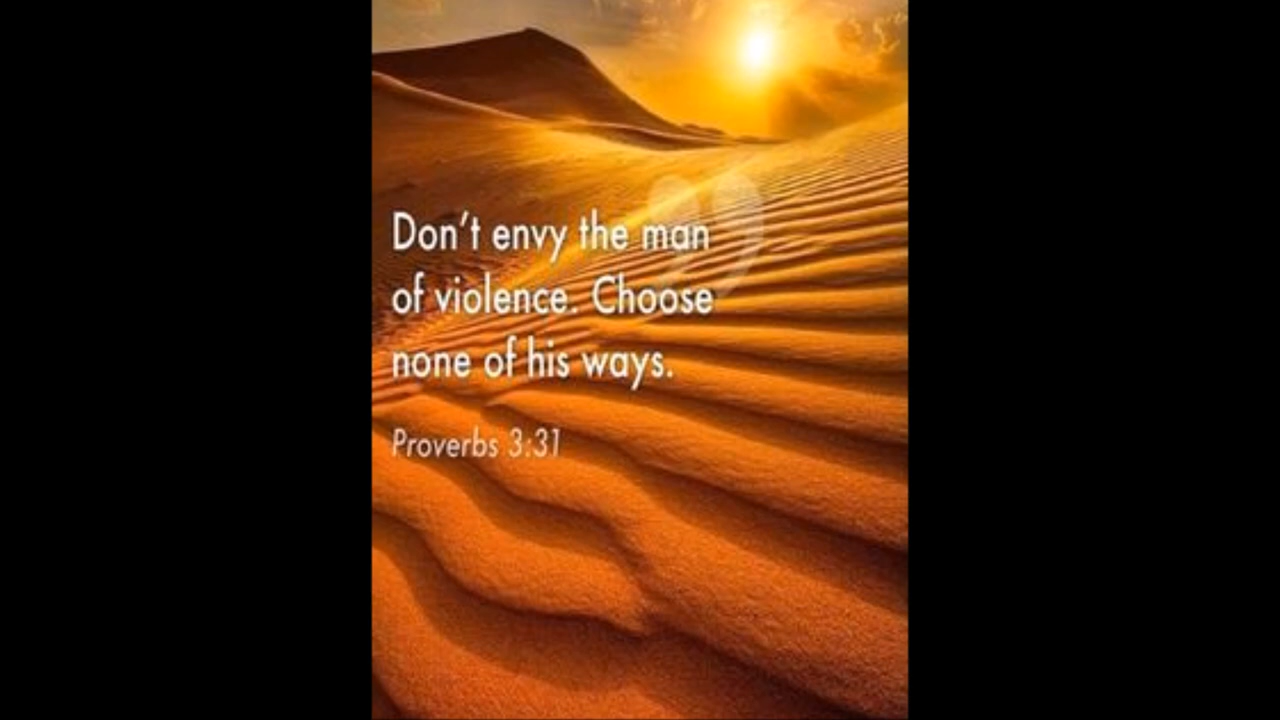 Don’t envy the man
of violence. Choose
none of his ways.
Proverbs 3:31